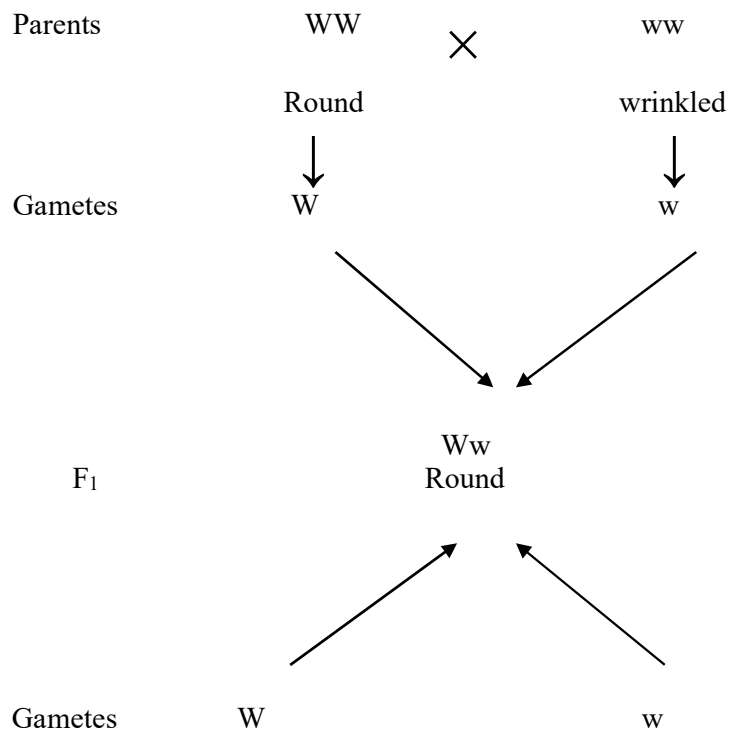 Parents WW × ww
Round wrinkled
Gametes W w
Ww
F₁ Round
Gametes W w